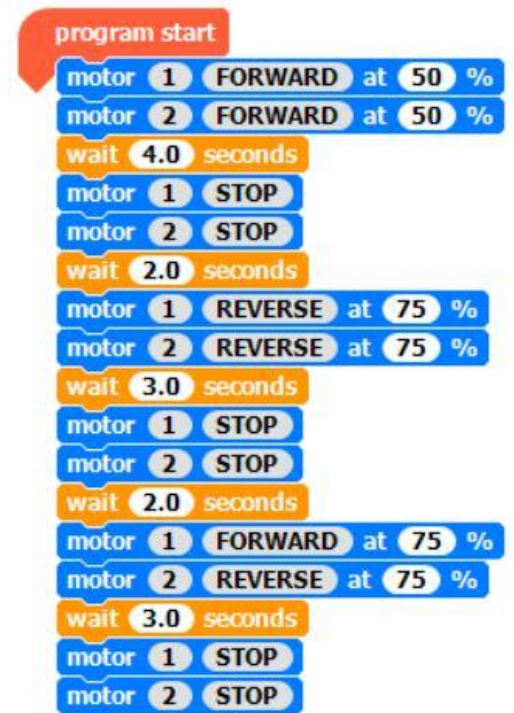 program start
motor 1 FORWARD at 50 %
motor 2 FORWARD at 50 %
wait 4.0 seconds
motor 1 STOP
motor 2 STOP
wait 2.0 seconds
motor 1 REVERSE at 75 %
motor 2 REVERSE at 75 %
wait 3.0 seconds
motor 1 STOP
motor 2 STOP
wait 2.0 seconds
motor 1 FORWARD at 75 %
motor 2 REVERSE at 75 %
wait 3.0 seconds
motor 1 STOP
motor 2 STOP